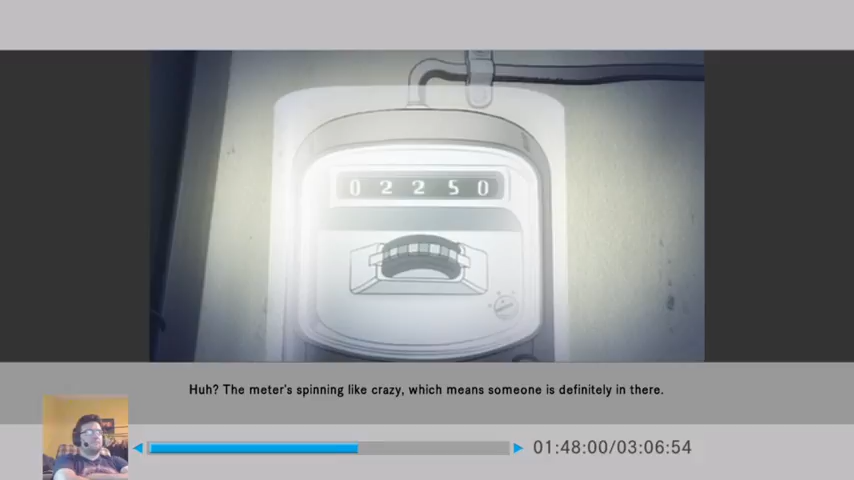 02250
Huh? The meter's spinning like crazy, which means someone is definitely in there.
01:48:00/03:06:54